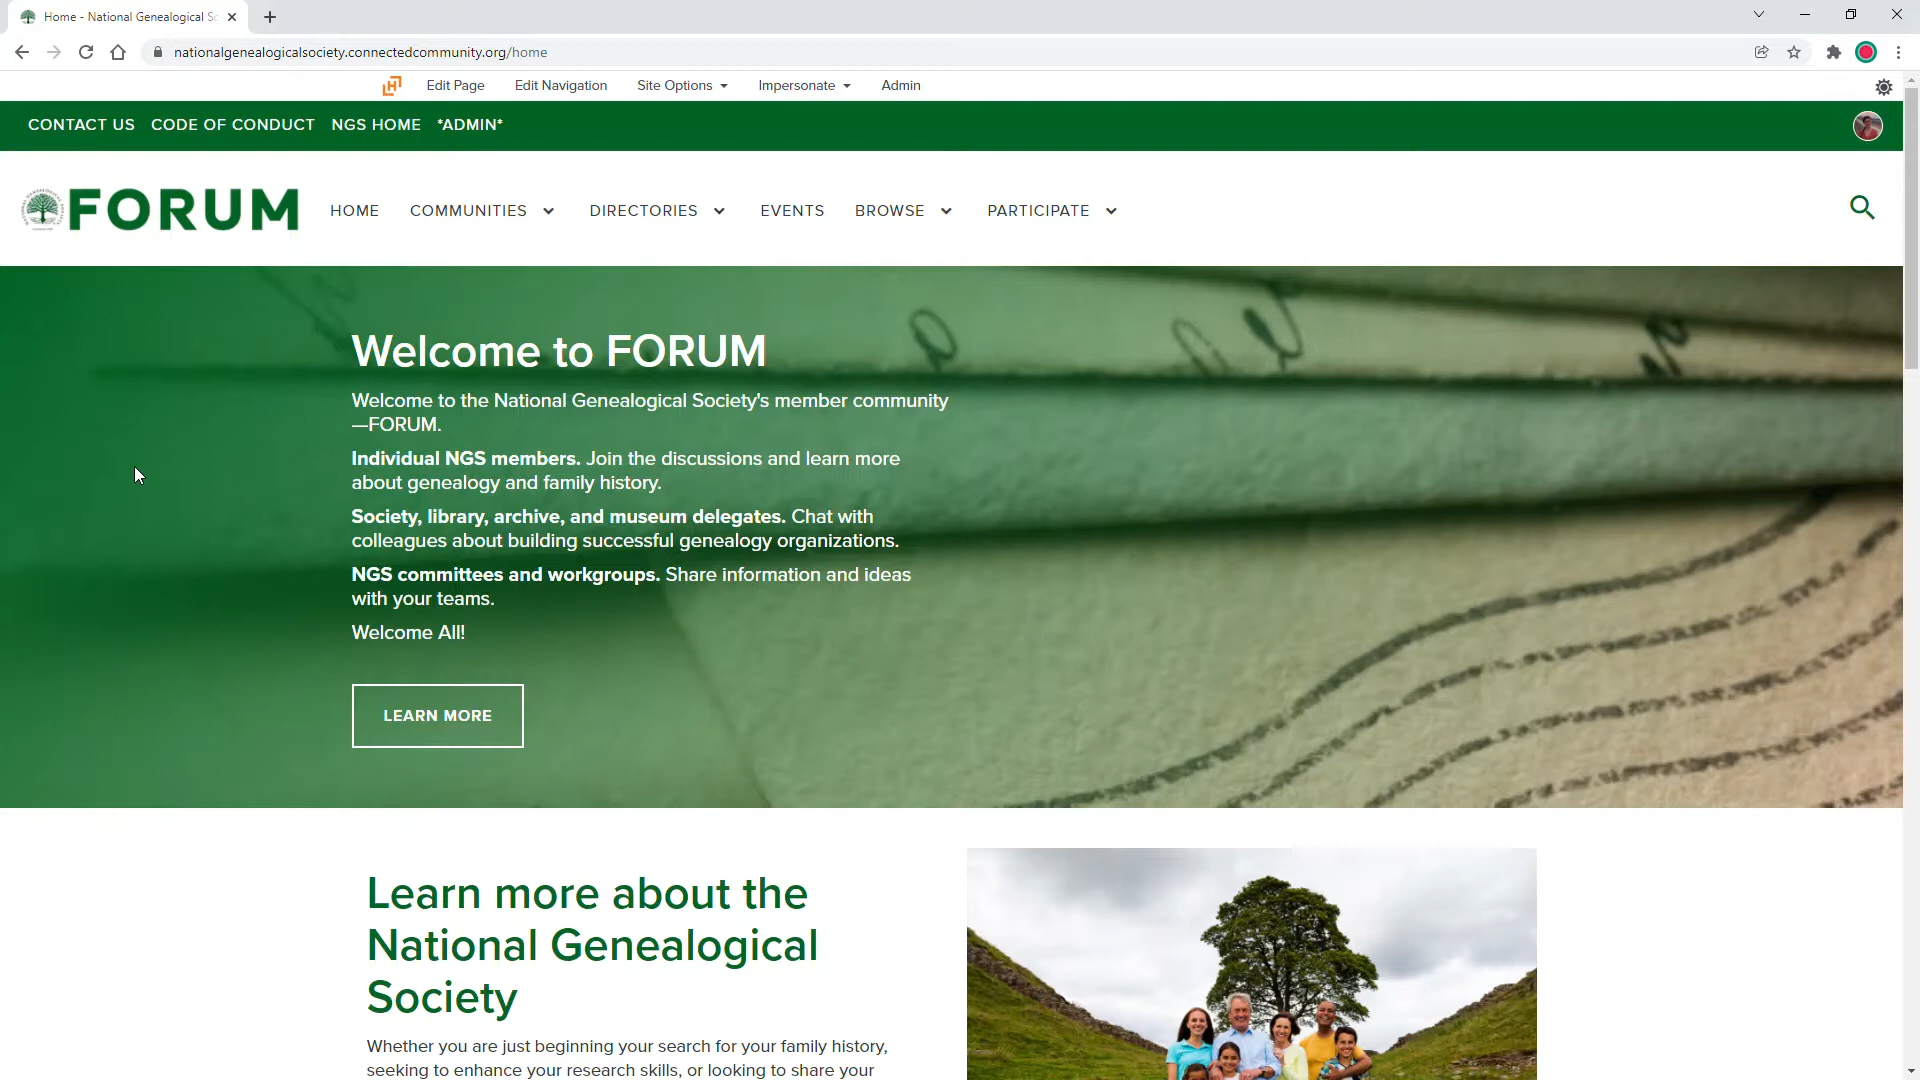 Home - National Genealogical Sc
nationalgenealogicalsociety.connectedcommunity.org/home
Edit Page Edit Navigation Site Options Impersonate Admin
CONTACT US CODE OF CONDUCT NGS HOME *ADMIN*
FORUM HOME COMMUNITIES DIRECTORIES EVENTS BROWSE PARTICIPATE
Welcome to FORUM
Welcome to the National Genealogical Society's member community
—FORUM.
Individual NGS members. Join the discussions and learn more
about genealogy and family history.
Society, library, archive, and museum delegates. Chat with
colleagues about building successful genealogy organizations.
NGS committees and workgroups. Share information and ideas
with your teams.
Welcome All!
LEARN MORE
Learn more about the
National Genealogical
Society
Whether you are just beginning your search for your family history,
seeking to enhance your research skills, or looking to share your